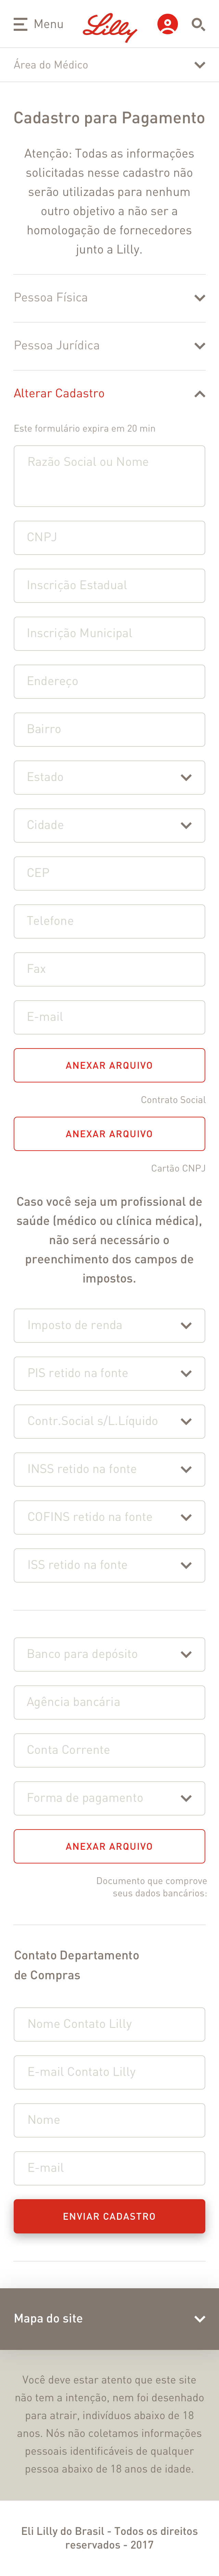 Menu
Lilly
Área do Médico
Cadastro para Pagamento
Atenção: Todas as informações
solicitadas nesse cadastro não
serão utilizadas para nenhum
outro objetivo a não ser a
homologação de fornecedores
junto a Lilly.
Pessoa Física
Pessoa Jurídica
Alterar Cadastro
Este formulário expira em 20 min
Razão Social ou Nome
CNPJ
Inscrição Estadual
Inscrição Municipal
Endereço
Bairro
Estado
Cidade
CEP
Telefone
Fax
E-mail
ANEXAR ARQUIVO
Contrato Social
ANEXAR ARQUIVO
Cartão CNPJ
Caso você seja um profissional de
saúde (médico ou clínica médica),
não será necessário o
preenchimento dos campos de
impostos.
Imposto de renda
PIS retido na fonte
Contr.Social s/L.Líquido
INSS retido na fonte
COFINS retido na fonte
ISS retido na fonte
Banco para depósito
Agência bancária
Conta Corrente
Forma de pagamento
ANEXAR ARQUIVO
Documento que comprove
seus dados bancários:
Contato Departamento
de Compras
Nome Contato Lilly
E-mail Contato Lilly
Nome
E-mail
ENVIAR CADASTRO
Mapa do site
Você deve estar atento que este site
não tem a intenção, nem foi desenhado
para atrair, indivíduos abaixo de 18
anos. Nós não coletamos informações
pessoais identificáveis de qualquer
pessoa abaixo de 18 anos de idade.
Eli Lilly do Brasil - Todos os direitos
reservados - 2017